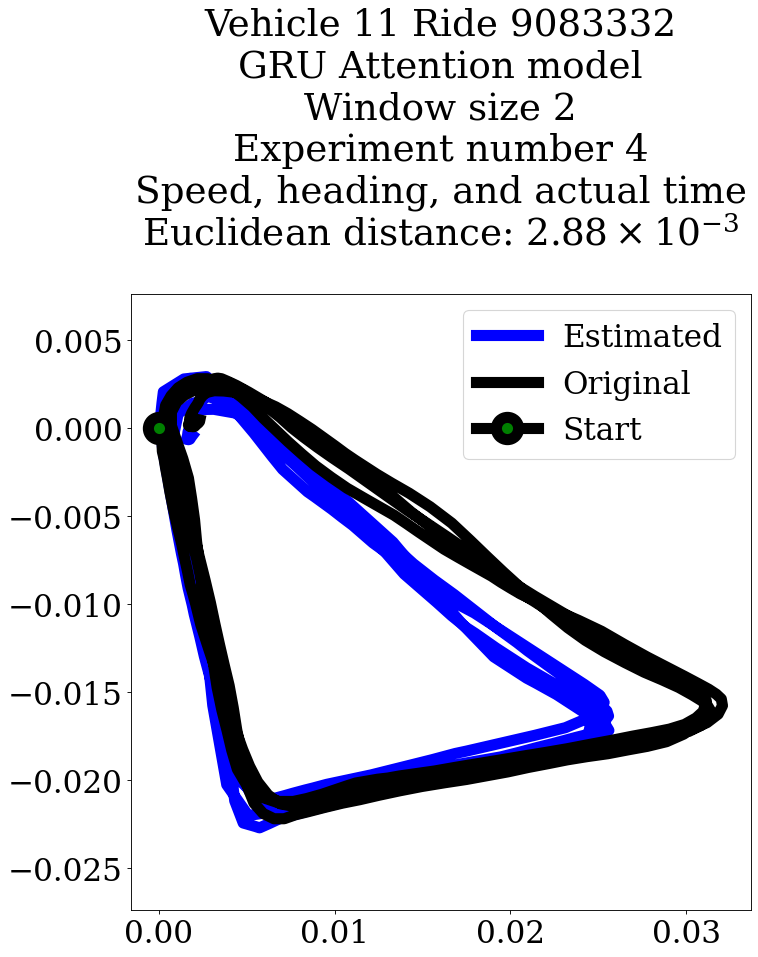 Vehicle 11 Ride 9083332
GRU Attention model
Window size 2
Experiment number 4
Speed, heading, and actual time
Euclidean distance: 2.88 × 10⁻³
Estimated
Original
Start
0.005
0.000
−0.005
−0.010
−0.015
−0.020
−0.025
0.00 0.01 0.02 0.03